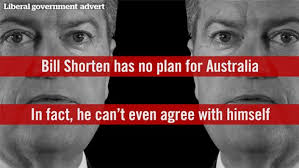 Liberal government advert
Bill Shorten has no plan for Australia
In fact, he can't even agree with himself